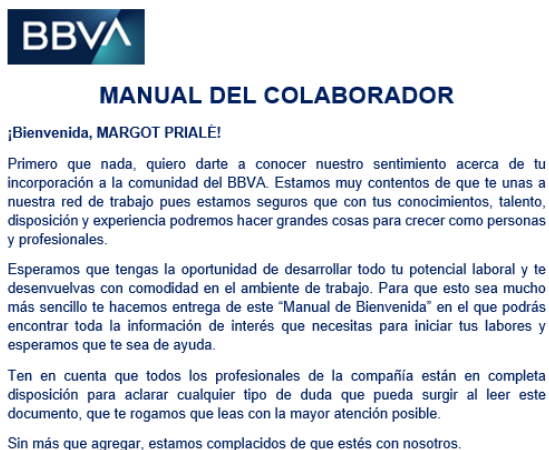 BBVA
MANUAL DEL COLABORADOR
¡Bienvenida, MARGOT PRIALÉ!
Primero que nada, quiero darte a conocer nuestro sentimiento acerca de tu
incorporación a la comunidad del BBVA. Estamos muy contentos de que te unas a
nuestra red de trabajo pues estamos seguros que con tus conocimientos, talento,
disposición y experiencia podremos hacer grandes cosas para crecer como personas
y profesionales.
Esperamos que tengas la oportunidad de desarrollar todo tu potencial laboral y te
desenvuelvas con comodidad en el ambiente de trabajo. Para que esto sea mucho
más sencillo te hacemos entrega de este “Manual de Bienvenida” en el que podrás
encontrar toda la información de interés que necesitas para iniciar tus labores y
esperamos que te sea de ayuda.
Ten en cuenta que todos los profesionales de la compañía están en completa
disposición para aclarar cualquier tipo de duda que pueda surgir al leer este
documento, que te rogamos que leas con la mayor atención posible.
Sin más que agregar, estamos complacidos de que estés con nosotros.